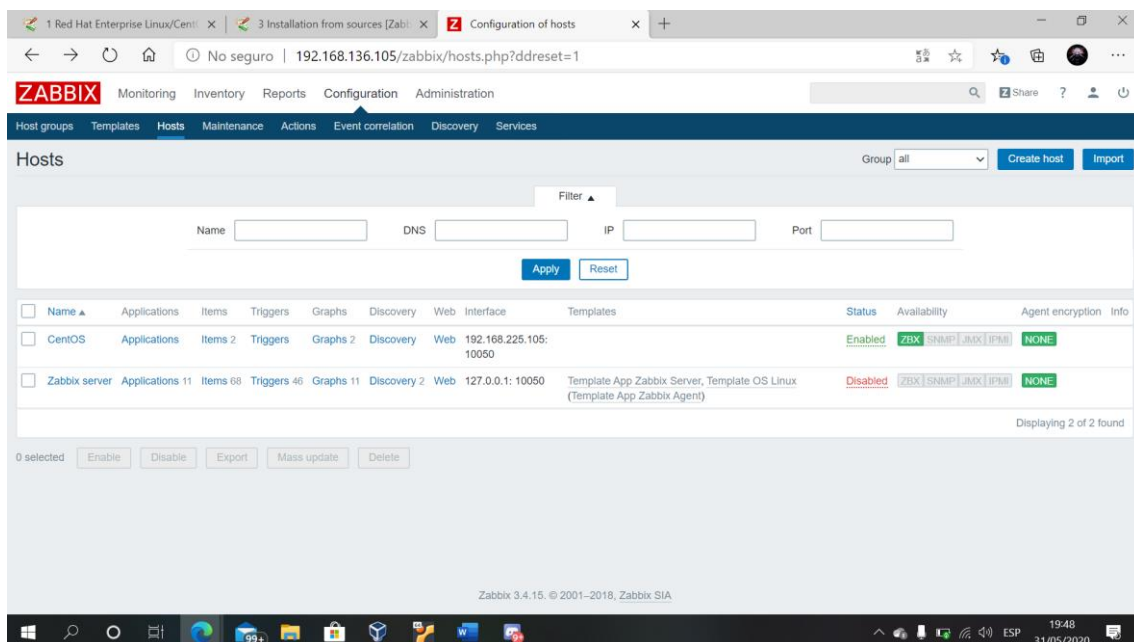 1 Red Hat Enterprise Linux/Cent
3 Installation from sources [Zabb
Configuration of hosts
No seguro | 192.168.136.105/zabbix/hosts.php?ddreset=1
ZABBIX Monitoring Inventory Reports Configuration Administration Share ?
Host groups Templates Hosts Maintenance Actions Event correlation Discovery Services
Hosts Group all Create host Import
Filter
Name DNS IP Port
Apply Reset
Name Applications Items Triggers Graphs Discovery Web Interface Templates Status Availability Agent encryption Info
CentOS Applications Items 2 Triggers Graphs 2 Discovery Web 192.168.225.105: Enabled ZBX SNMP JMX IPMI NONE
10050
Zabbix server Applications 11 Items 68 Triggers 46 Graphs 11 Discovery 2 Web 127.0.0.1: 10050 Template App Zabbix Server, Template OS Linux Disabled ZBX SNMP JMX IPMI NONE
(Template App Zabbix Agent)
Displaying 2 of 2 found
0 selected Enable Disable Export Mass update Delete
Zabbix 3.4.15. © 2001–2018, Zabbix SIA
99+ ESP 19:48
31/05/2020